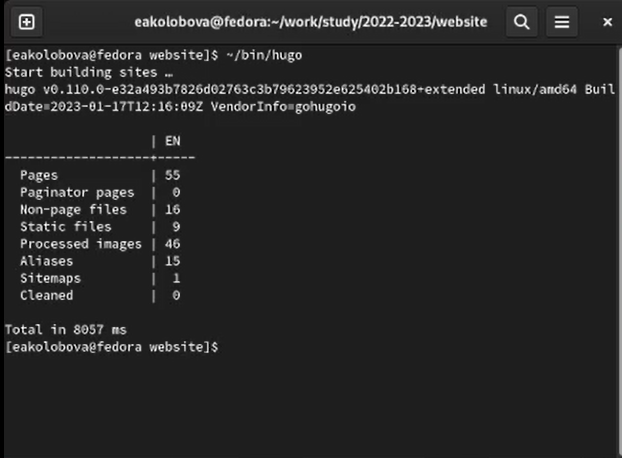 eakolobova@fedora:~/work/study/2022-2023/website
[eakolobova@fedora website]$ ~/bin/hugo
Start building sites …
hugo v0.110.0-e32a493b7826d02763c3b79623952e625402b168+extended linux/amd64 Buil
dDate=2023-01-17T12:16:09Z VendorInfo=gohugoio
| EN
-------------------+-----
Pages | 55
Paginator pages | 0
Non-page files | 16
Static files | 9
Processed images | 46
Aliases | 15
Sitemaps | 1
Cleaned | 0
Total in 8057 ms
[eakolobova@fedora website]$